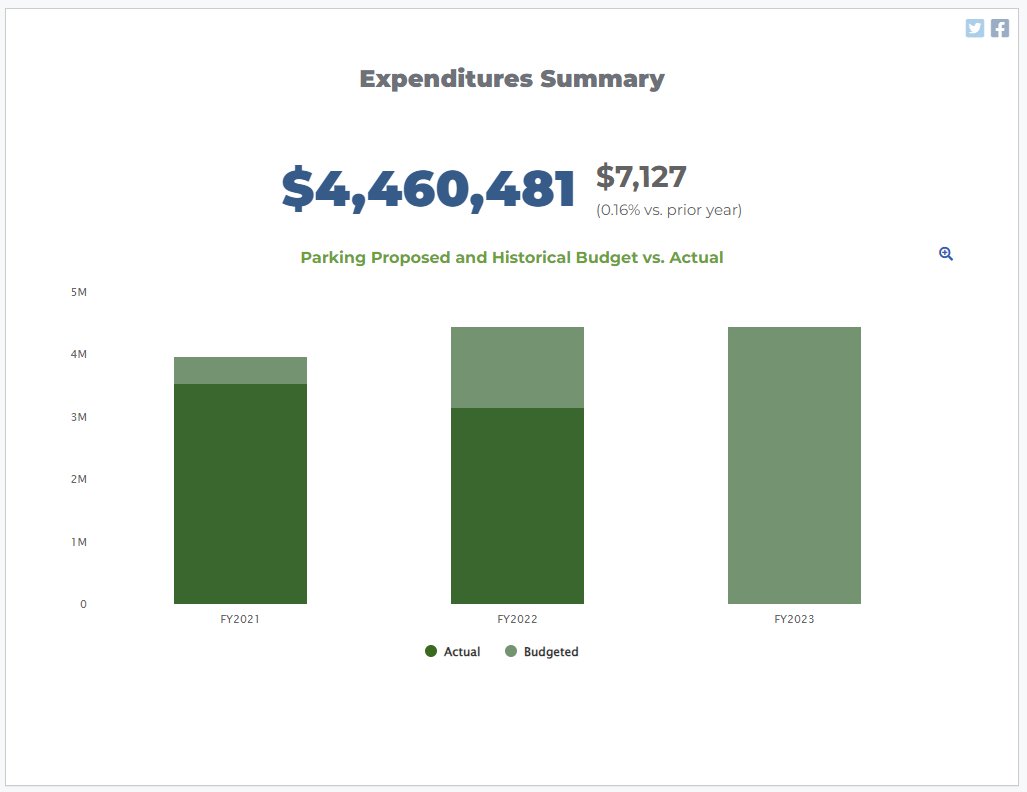 Expenditures Summary
$4,460,481
$7,127
(0.16% vs. prior year)
Parking Proposed and Historical Budget vs. Actual
5M
4M
3M
2M
1M
0
FY2021 FY2022 FY2023
Actual Budgeted